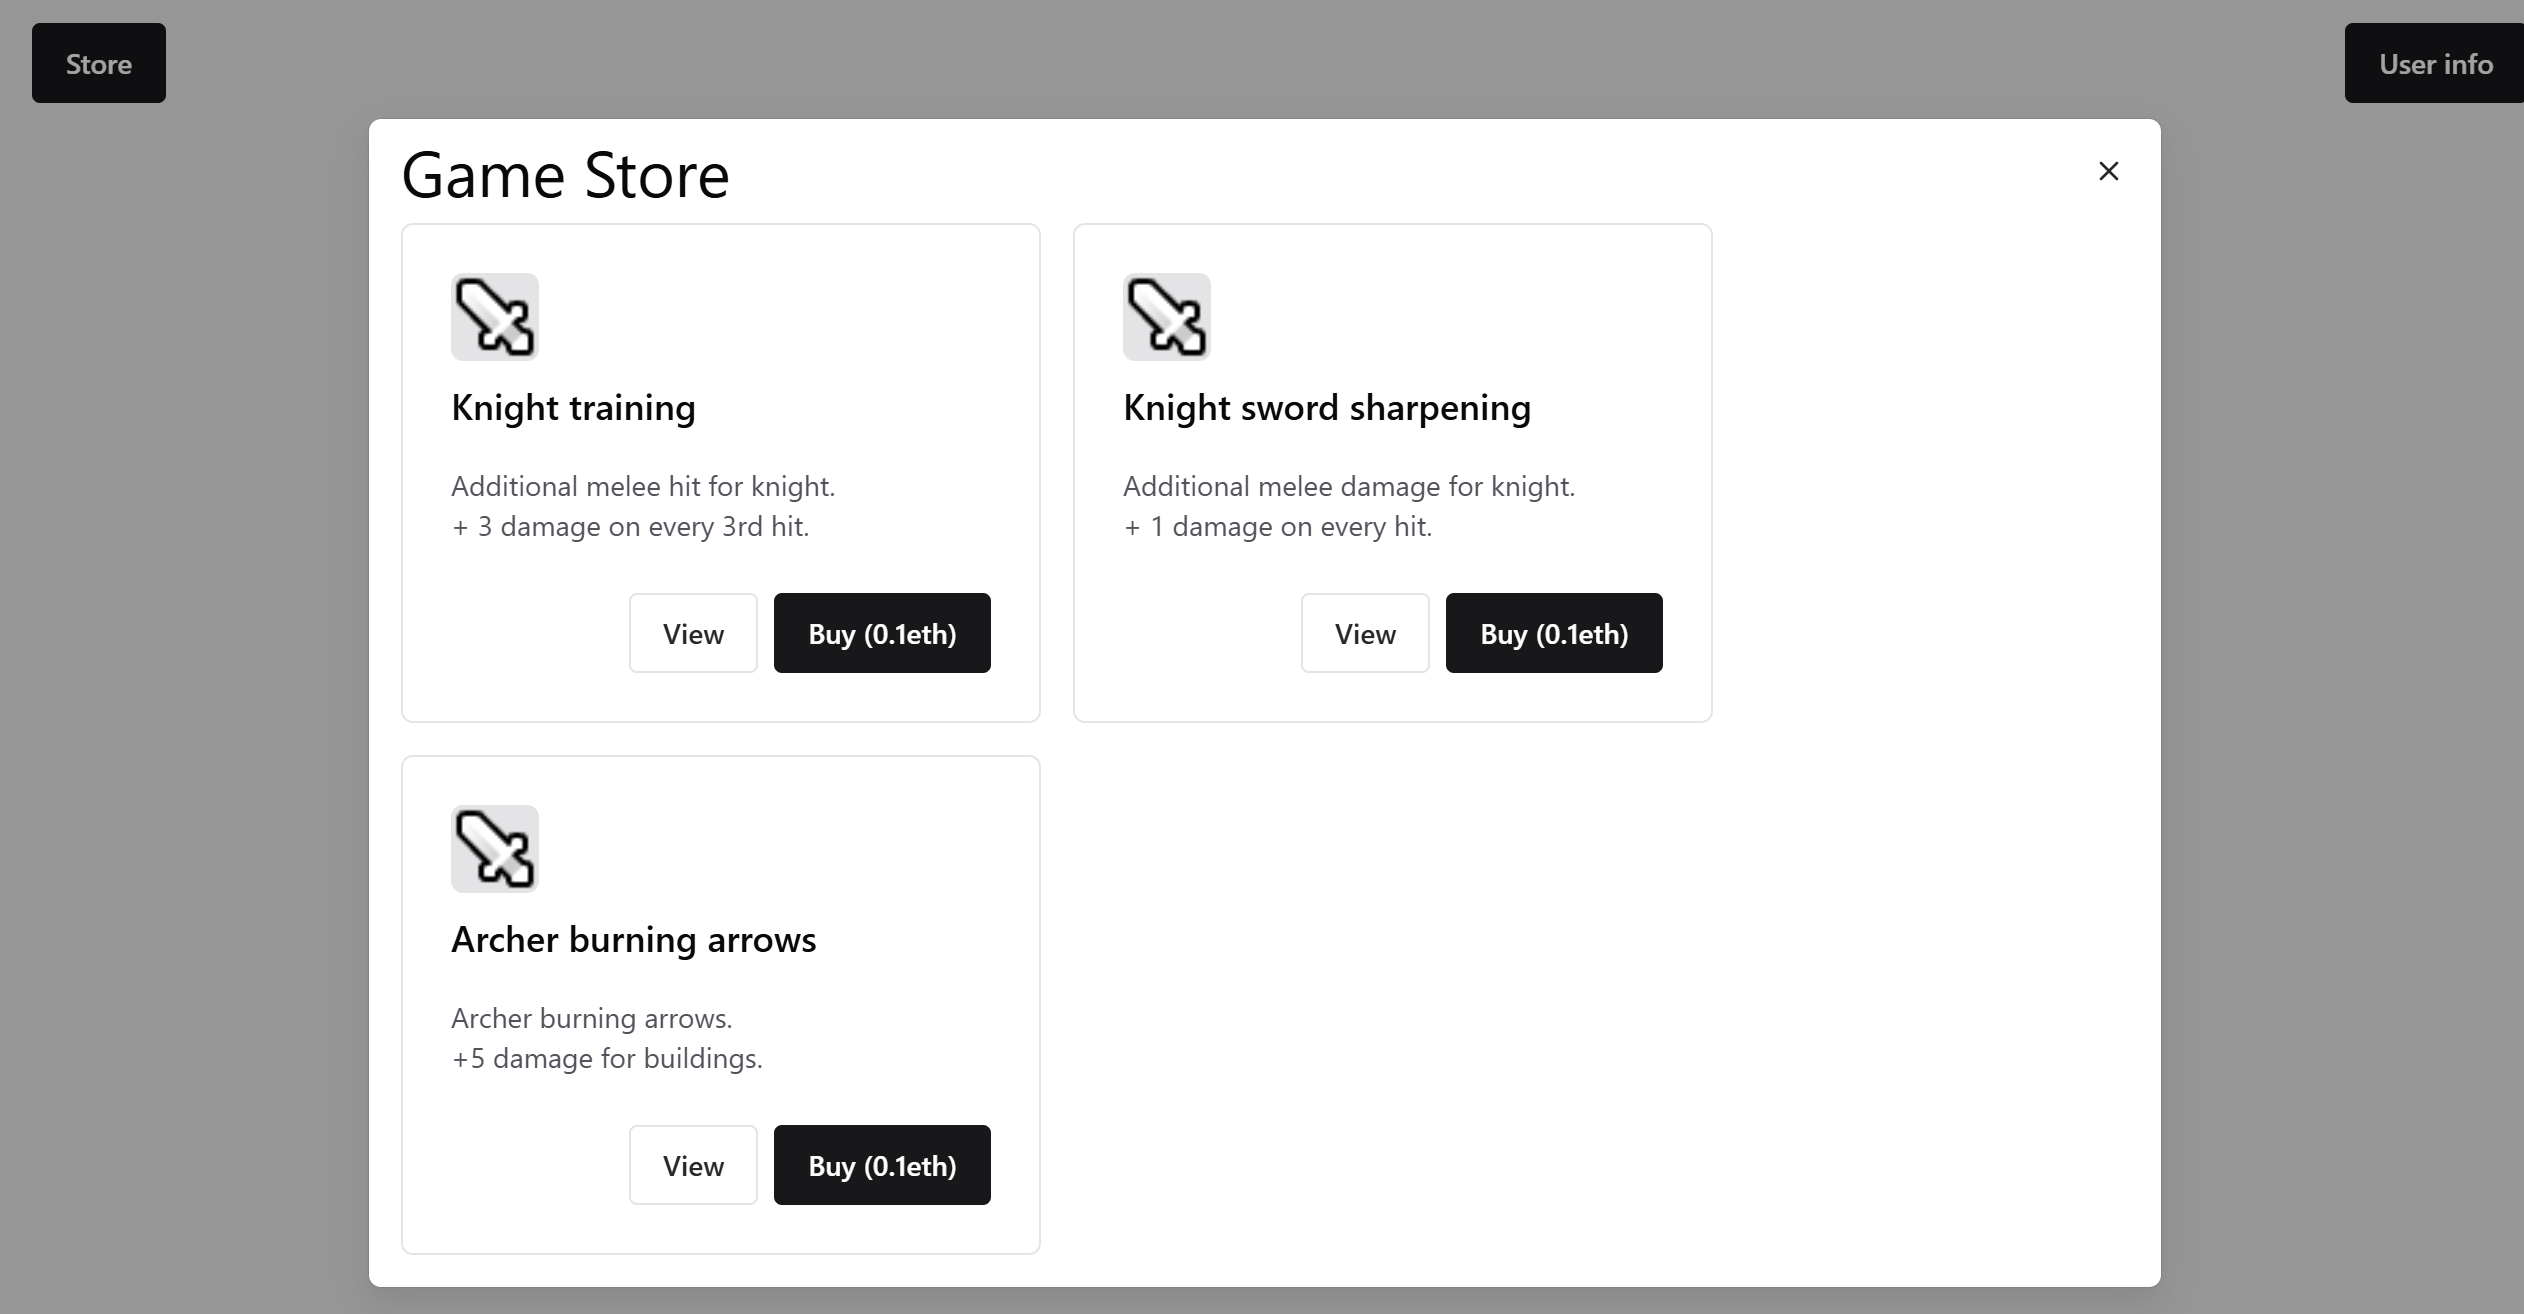 Store
User info
Game Store
Knight training
Additional melee hit for knight.
+ 3 damage on every 3rd hit.
View
Buy (0.1eth)
Knight sword sharpening
Additional melee damage for knight.
+ 1 damage on every hit.
View
Buy (0.1eth)
Archer burning arrows
Archer burning arrows.
+5 damage for buildings.
View
Buy (0.1eth)